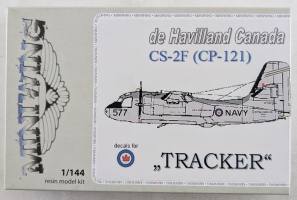 MINIWING
1/144
resin model kit
de Havilland Canada
CS-2F (CP-121)
577
NAVY
decals for
„TRACKER“